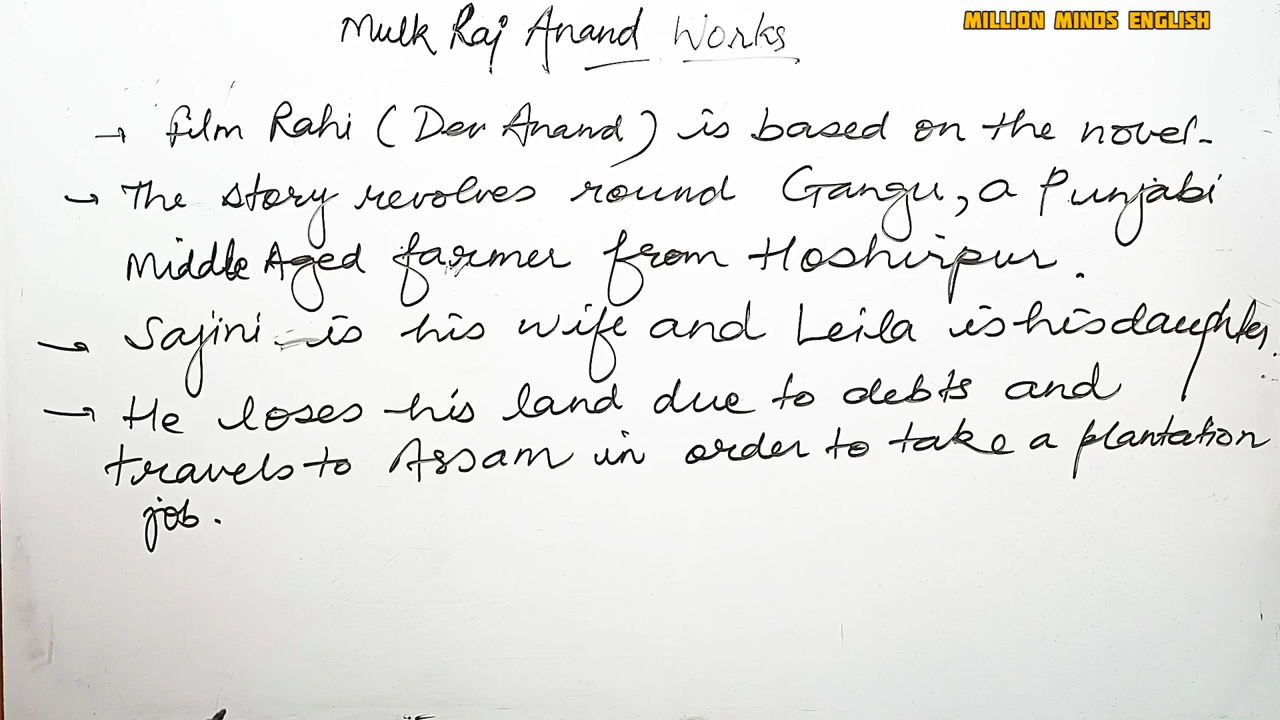 MILLION MINDS ENGLISH
Mulk Raj Anand Works
→ film Rahi (Dev Anand) is based on the novel.
→ The story revolves round Gangu, a Punjabi
Middle Aged farmer from Hoshirpur.
→ Sajini is his wife and Leila is his daughter.
→ He loses his land due to debts and
travels to Assam in order to take a plantation
job.